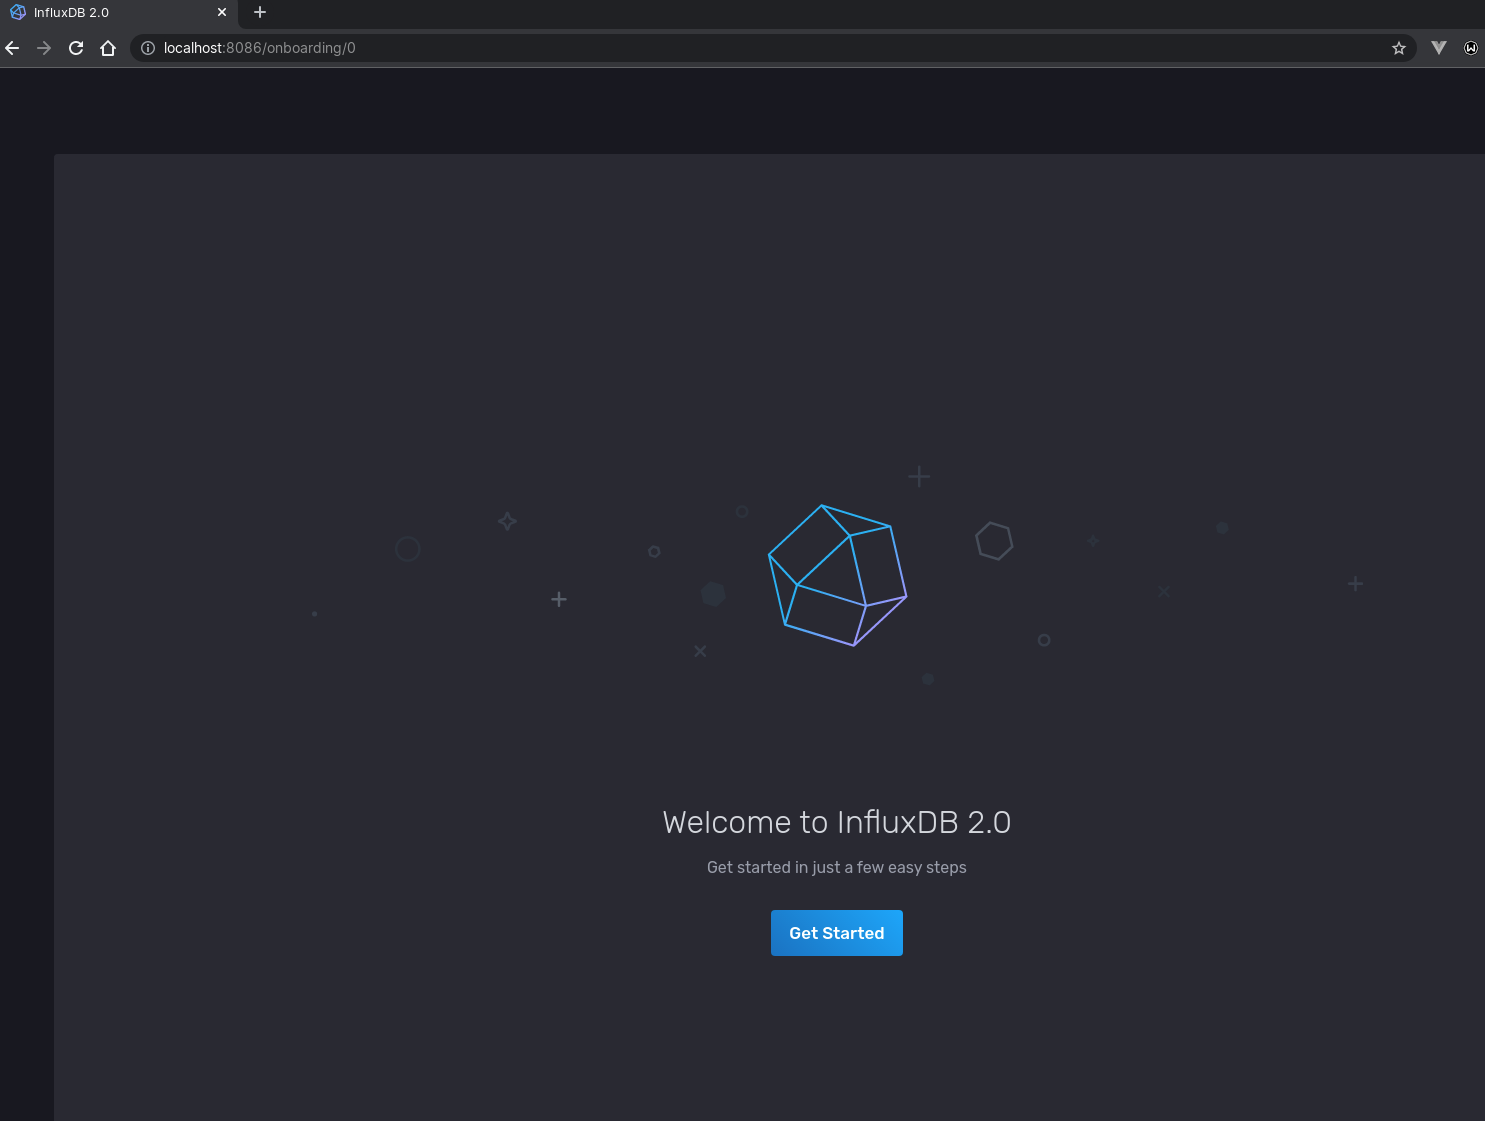 InfluxDB 2.0
localhost:8086/onboarding/0
Welcome to InfluxDB 2.0
Get started in just a few easy steps
Get Started